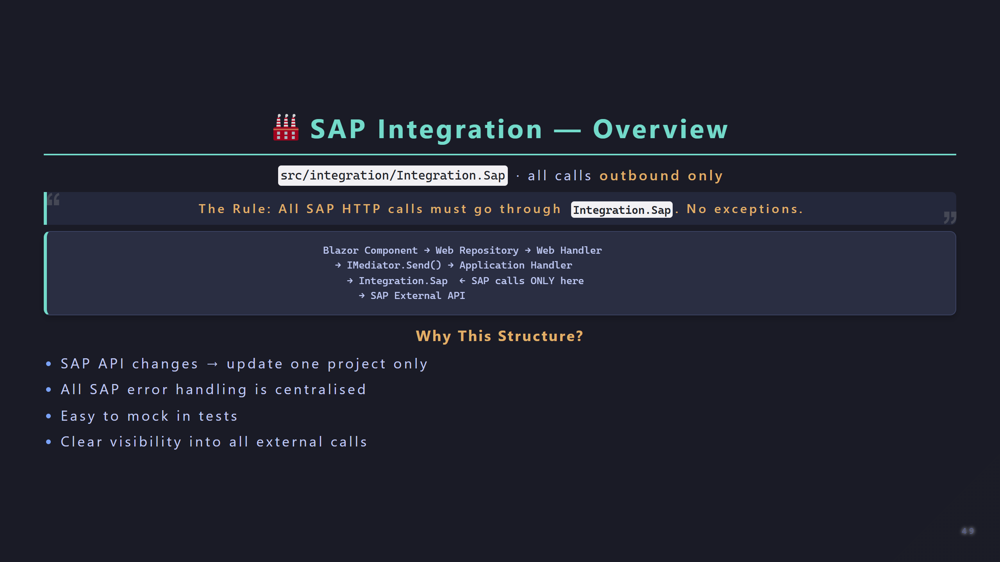 🏭 SAP Integration — Overview
src/integration/Integration.Sap · all calls outbound only
“
The Rule: All SAP HTTP calls must go through Integration.Sap. No exceptions.
”
Blazor Component → Web Repository → Web Handler
→ IMediator.Send() → Application Handler
→ Integration.Sap ← SAP calls ONLY here
→ SAP External API
Why This Structure?
• SAP API changes → update one project only
• All SAP error handling is centralised
• Easy to mock in tests
• Clear visibility into all external calls
49